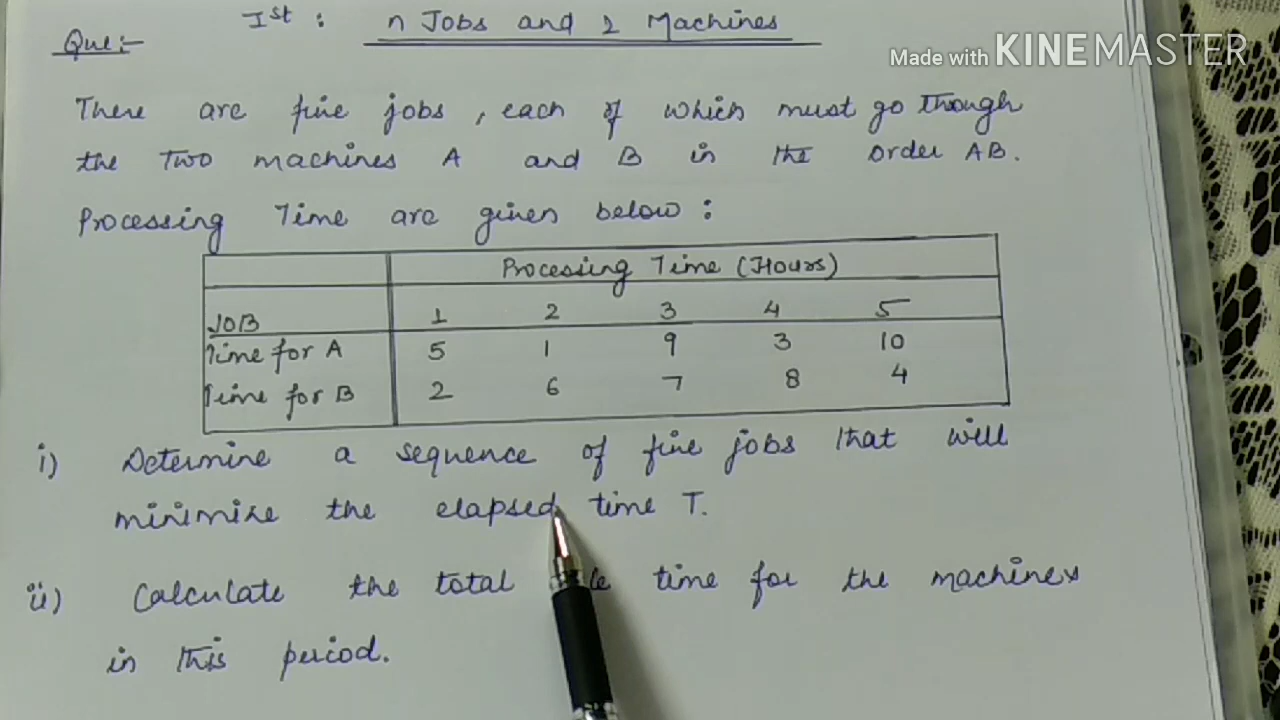 Ist : n Jobs and 2 Machines
Made with KINEMASTER
Que:-
There are five jobs, each of which must go though
the two machines A and B in the order AB.
Processing Time are given below :
Processing Time (Hours)
JOB 1 2 3 4 5
Time for A 5 1 9 3 10
Time for B 2 6 7 8 4
i) Determine a sequence of five jobs that will
minimize the elapsed time T.
ii) Calculate the total time for the machines
in this period.